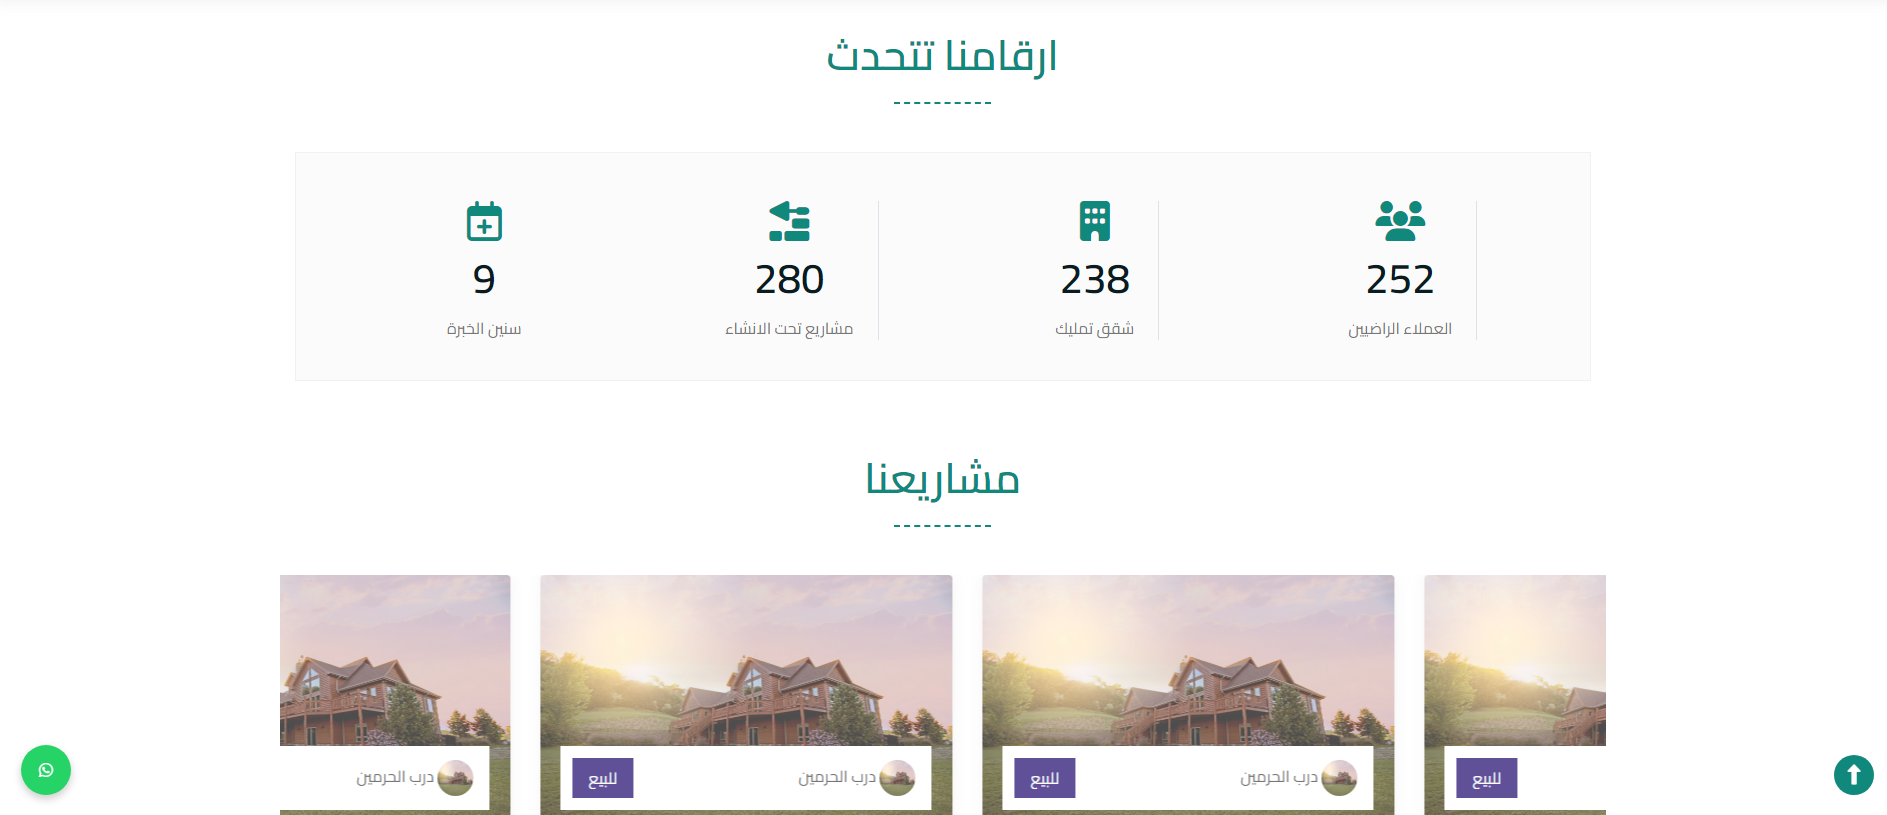 ارقامنا تتحدث
252
العملاء الراضيين
238
شقق تمليك
280
مشاريع تحت الانشاء
9
سنين الخبرة
مشاريعنا
للبيع
درب الحرمين
للبيع
درب الحرمين
للبيع
درب الحرمين